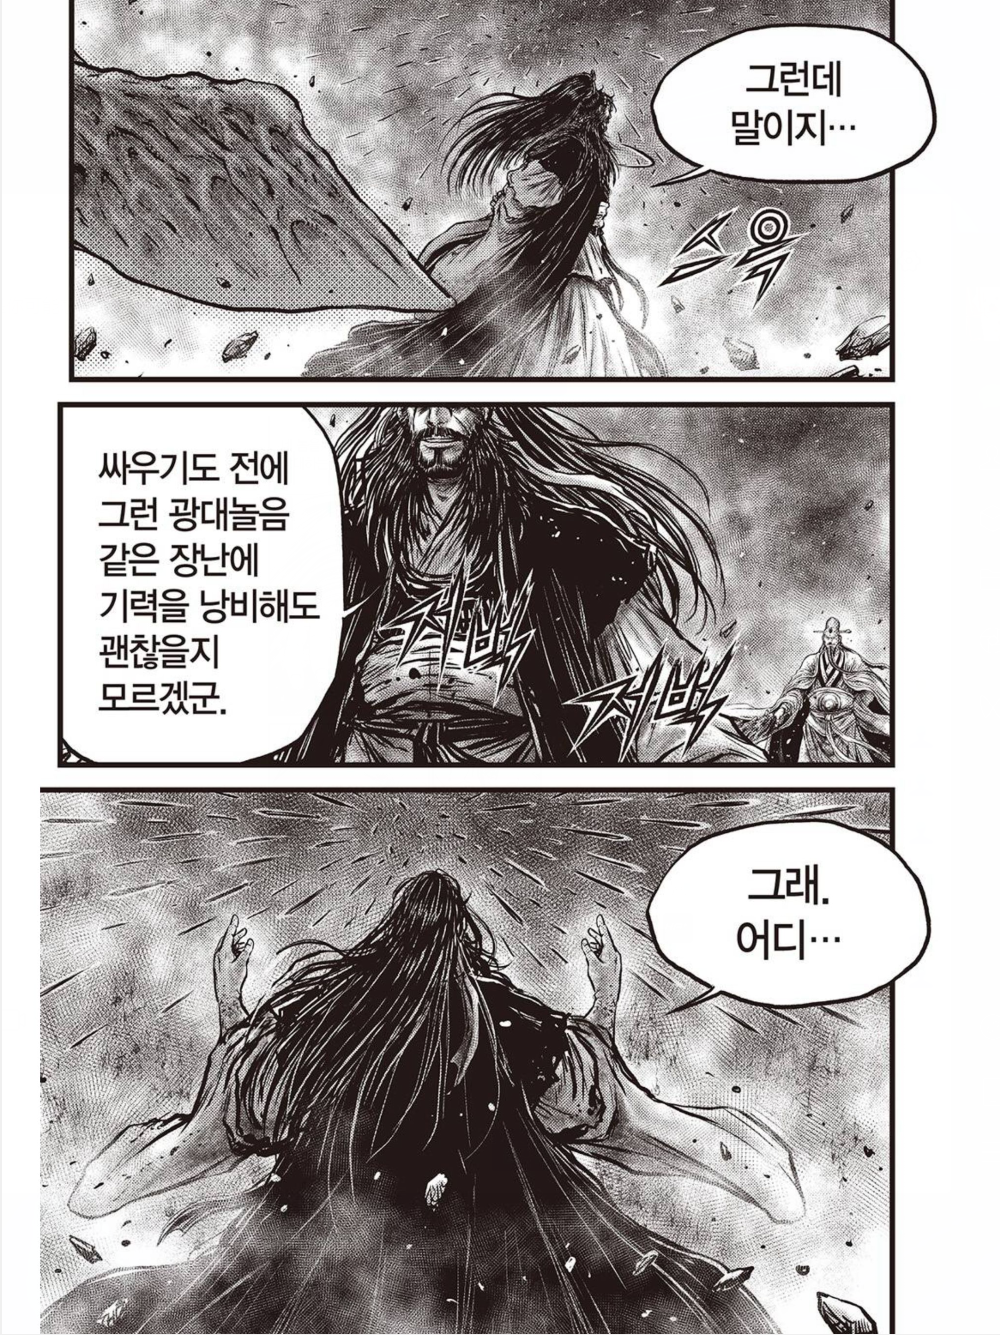 그런데
말이지…
스윽
싸우기도 전에
그런 광대놀음
같은 장난에
기력을 낭비해도
괜찮을지
모르겠군.
저벅
저벅
그래.
어디…